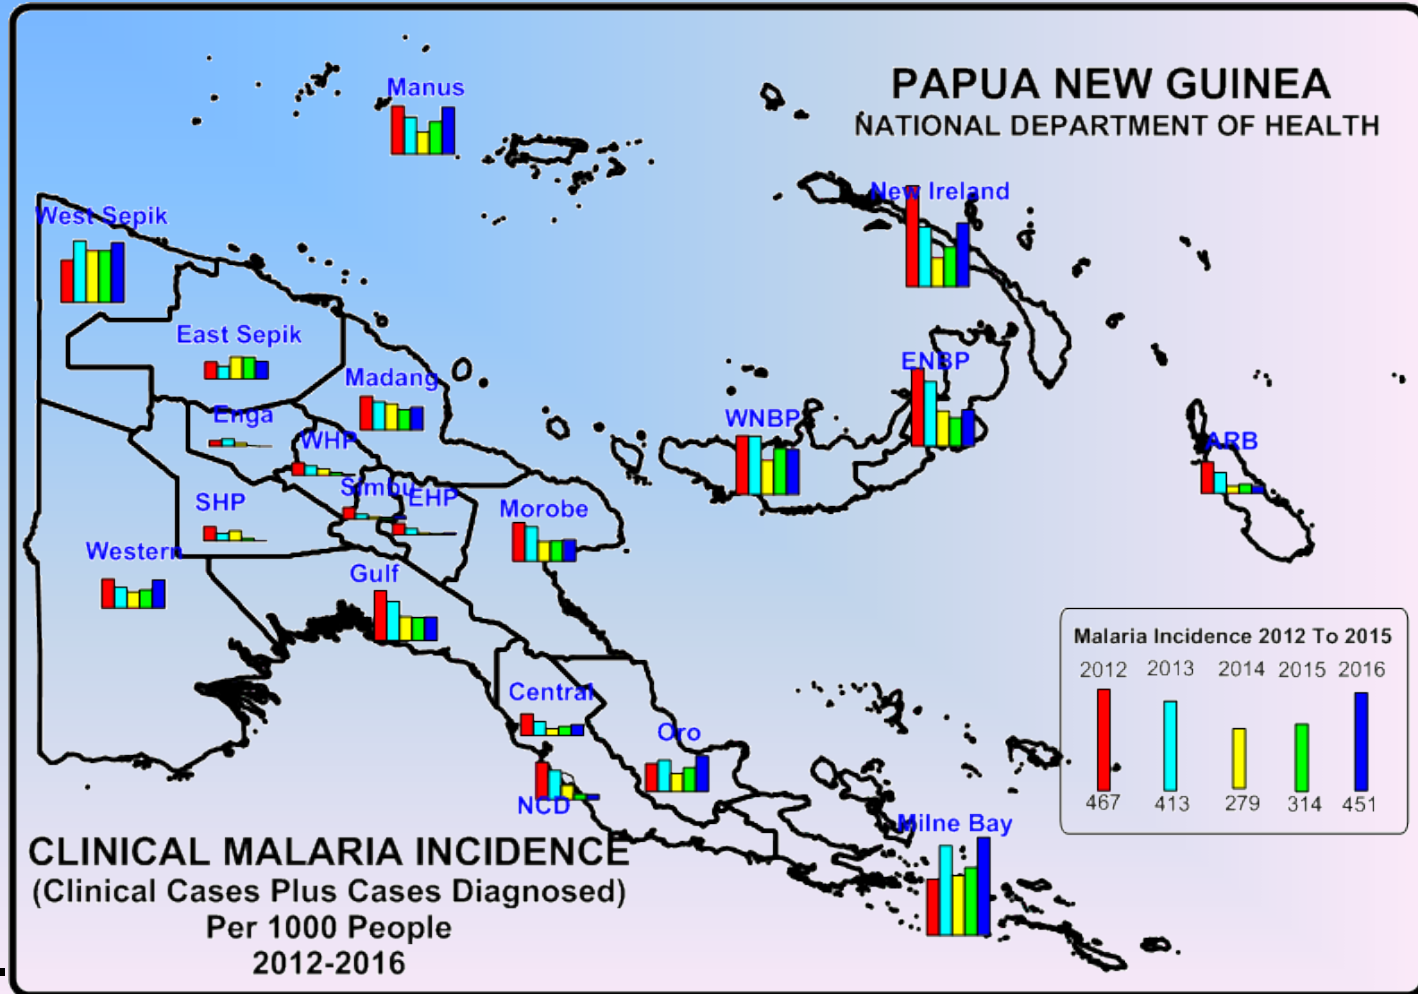 PAPUA NEW GUINEA
NATIONAL DEPARTMENT OF HEALTH
Manus
New Ireland
West Sepik
East Sepik
Madang
ENBP
Enga
WNBP
WHP
ARB
Simbu
EHP
SHP
Morobe
Western
Gulf
Malaria Incidence 2012 To 2015
2012 2013 2014 2015 2016
467 413 279 314 451
Central
Oro
NCD
Milne Bay
CLINICAL MALARIA INCIDENCE
(Clinical Cases Plus Cases Diagnosed)
Per 1000 People
2012-2016